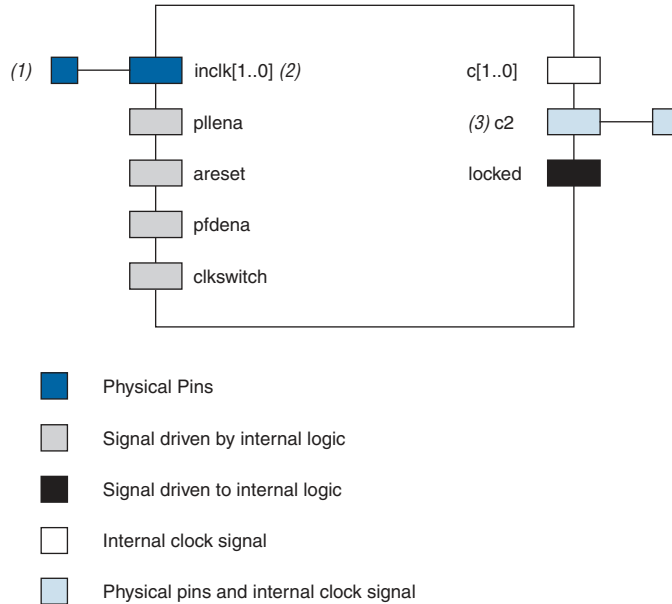 (1)
inclk[1..0] (2)
c[1..0]
pllena
(3) c2
areset
locked
pfdena
clkswitch
Physical Pins
Signal driven by internal logic
Signal driven to internal logic
Internal clock signal
Physical pins and internal clock signal